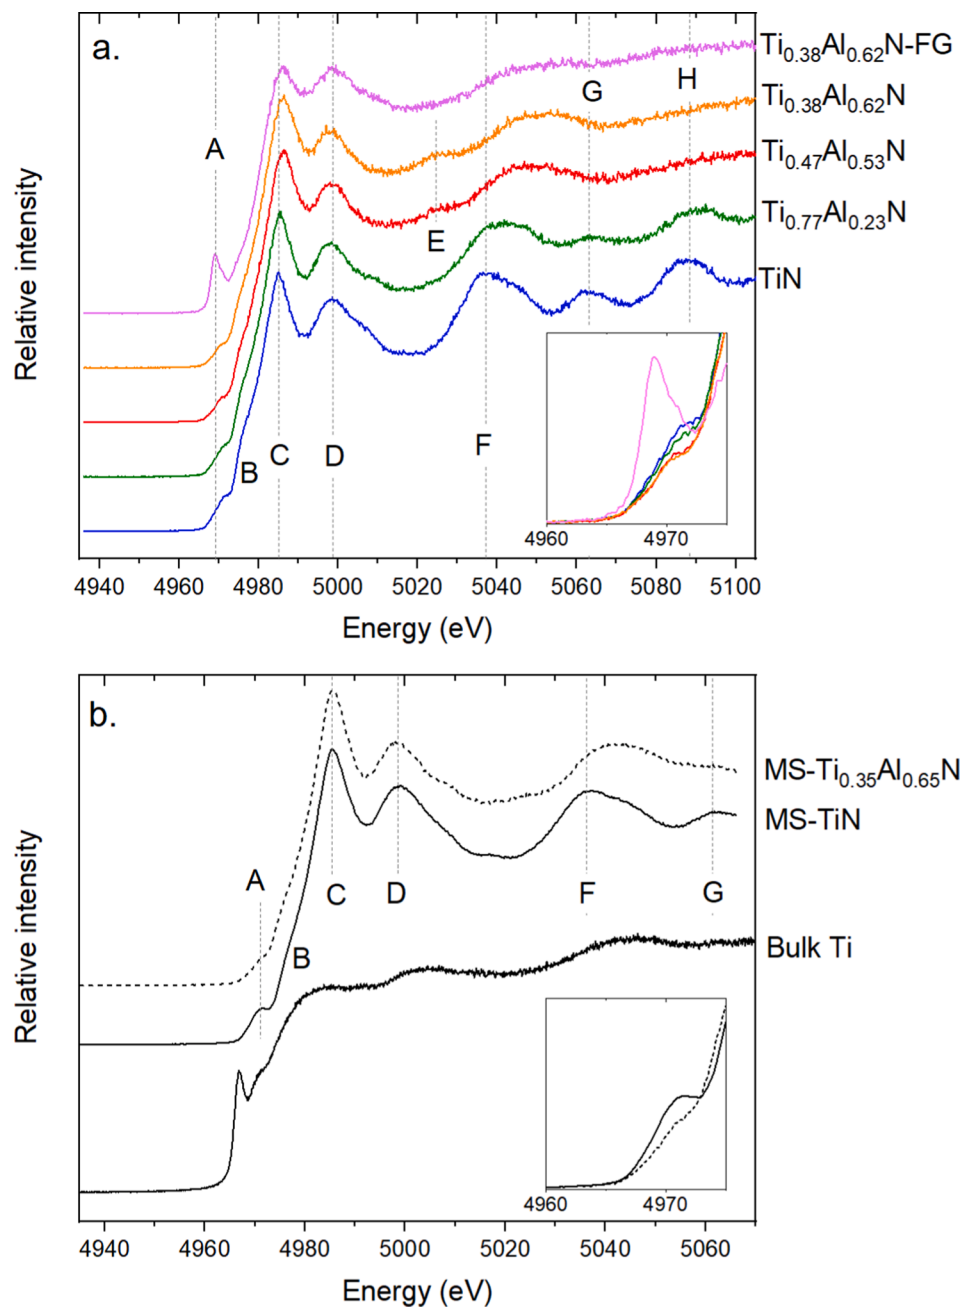 a.
Ti0.38Al0.62N-FG
Ti0.38Al0.62N
Ti0.47Al0.53N
Ti0.77Al0.23N
TiN
A
B
C
D
E
F
G
H
Relative intensity
4960 4970
4940 4960 4980 5000 5020 5040 5060 5080 5100
Energy (eV)
b.
MS-Ti0.35Al0.65N
MS-TiN
Bulk Ti
A
B
C
D
F
G
Relative intensity
4960 4970
4940 4960 4980 5000 5020 5040 5060
Energy (eV)